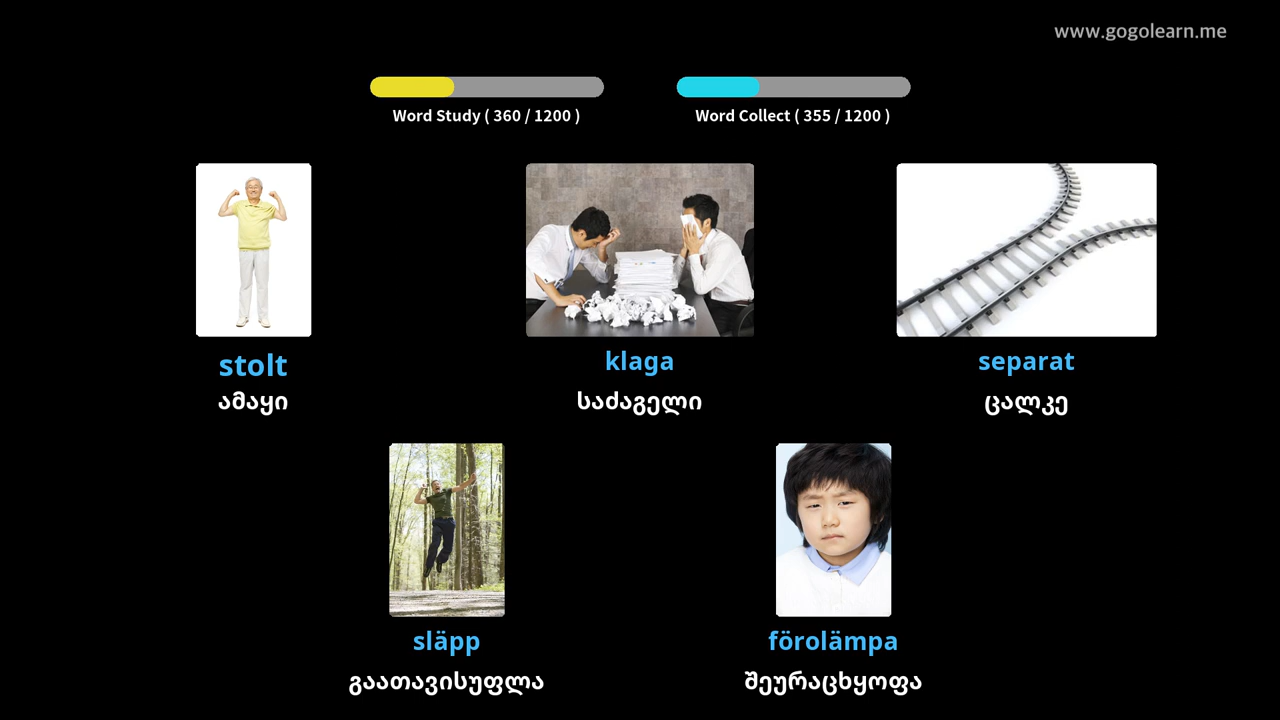 www.gogolearn.me
Word Study ( 360 / 1200 )
Word Collect ( 355 / 1200 )
stolt
ამაყი
klaga
საძაგელი
separat
ცალკე
släpp
გაათავისუფლა
förolämpa
შეურაცხყოფა